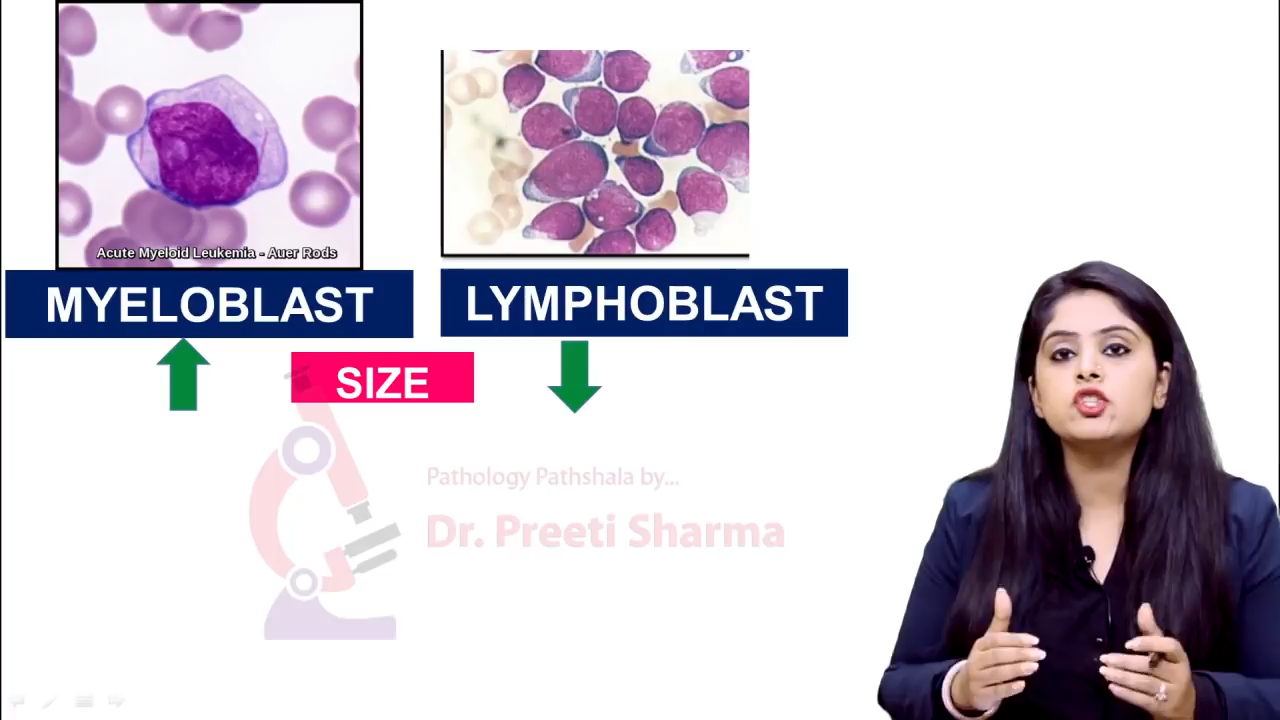 Acute Myeloid Leukemia - Auer Rods
MYELOBLAST
LYMPHOBLAST
SIZE
Pathology Pathshala by...
Dr. Preeti Sharma